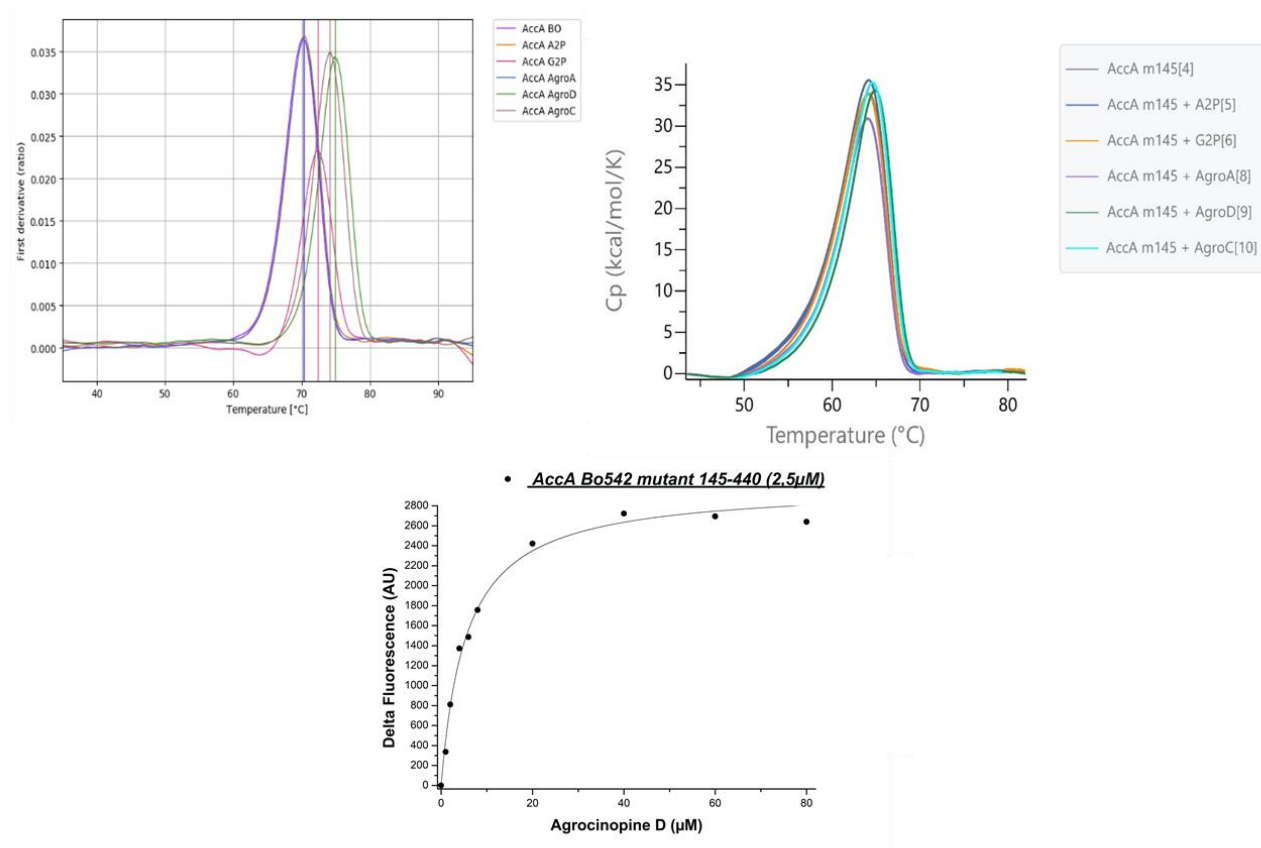 AccA BO
AccA A2P
AccA G2P
AccA AgroA
AccA AgroD
AccA AgroC
First derivative (ratio)
0.035
0.030
0.025
0.020
0.015
0.010
0.005
0.000
40 50 60 70 80 90
Temperature [°C]
AccA m145[4]
AccA m145 + A2P[5]
AccA m145 + G2P[6]
AccA m145 + AgroA[8]
AccA m145 + AgroD[9]
AccA m145 + AgroC[10]
Cp (kcal/mol/K)
35
30
25
20
15
10
5
0
50 60 70 80
Temperature (°C)
AccA Bo542 mutant 145-440 (2,5µM)
Delta Fluorescence (AU)
2800
2600
2400
2200
2000
1800
1600
1400
1200
1000
800
600
400
200
0
0 20 40 60 80
Agrocinopine D (µM)